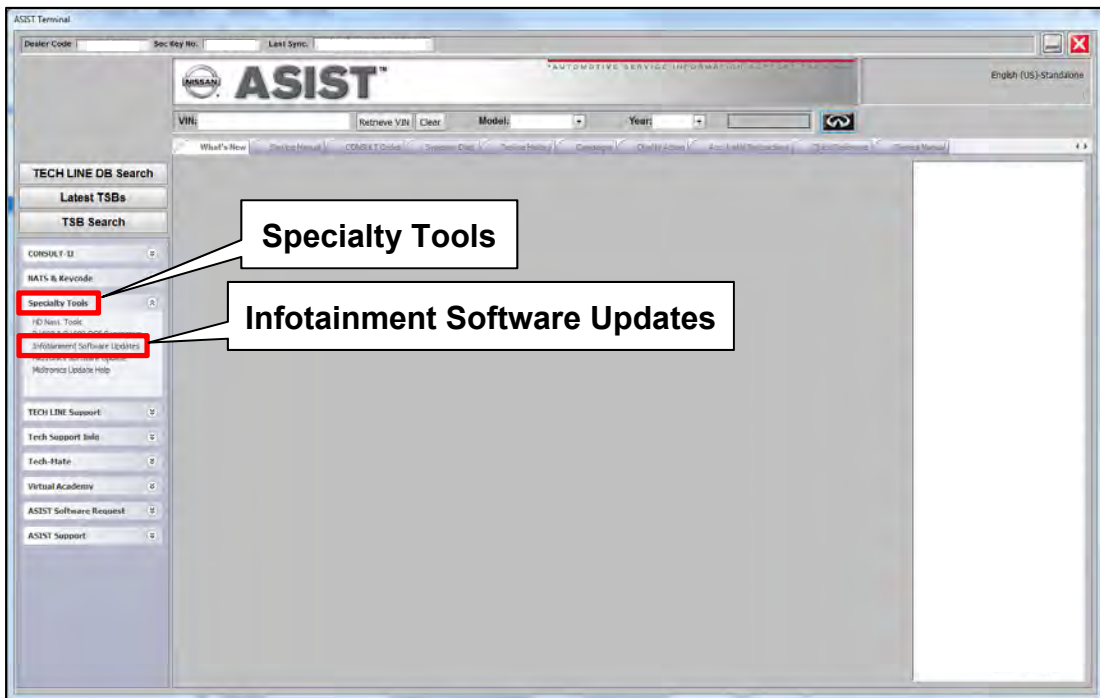 ASIST Terminal
Dealer Code
Sec Key No.
Last Sync.
NISSAN
ASIST™
English (US)-Standalone
VIN:
Retrieve VIN
Clear
Model:
Year:
What's New
TECH LINE DB Search
Latest TSBs
TSB Search
CONSULT-II
NATS & Keycode
Specialty Tools
HD Navi. Tools
Infotainment Software Updates
Midtronics Update Help
TECH LINE Support
Tech Support Info
Tech-Mate
Virtual Academy
ASIST Software Request
ASIST Support
Specialty Tools
Infotainment Software Updates